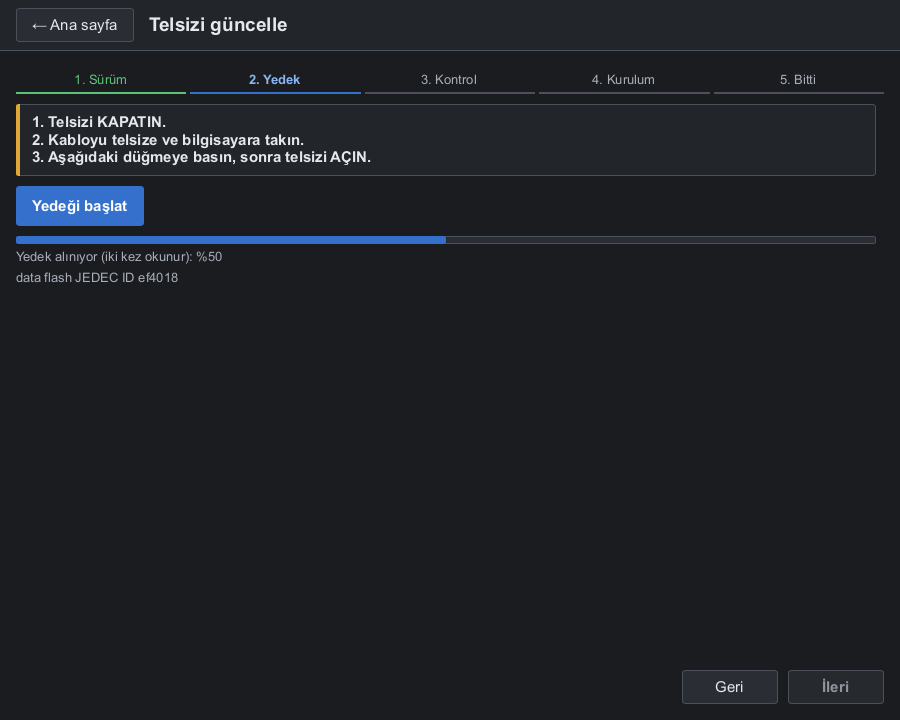 ← Ana sayfa
Telsizi güncelle
1. Sürüm
2. Yedek
3. Kontrol
4. Kurulum
5. Bitti
1. Telsizi KAPATIN.
2. Kabloyu telsize ve bilgisayara takın.
3. Aşağıdaki düğmeye basın, sonra telsizi AÇIN.
Yedeği başlat
Yedek alınıyor (iki kez okunur): %50
data flash JEDEC ID ef4018
Geri
İleri